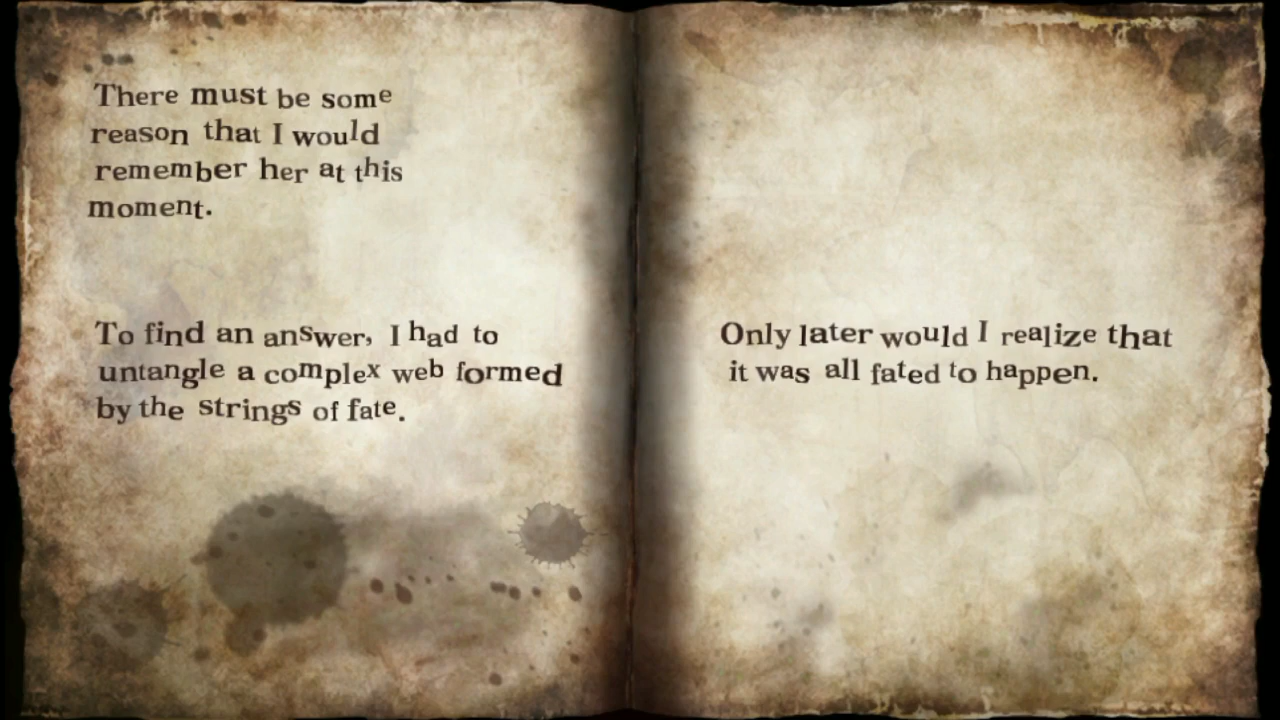 There must be some
reason that I would
remember her at this
moment.
To find an answer, I had to
untangle a complex web formed
by the strings of fate.
Only later would I realize that
it was all fated to happen.